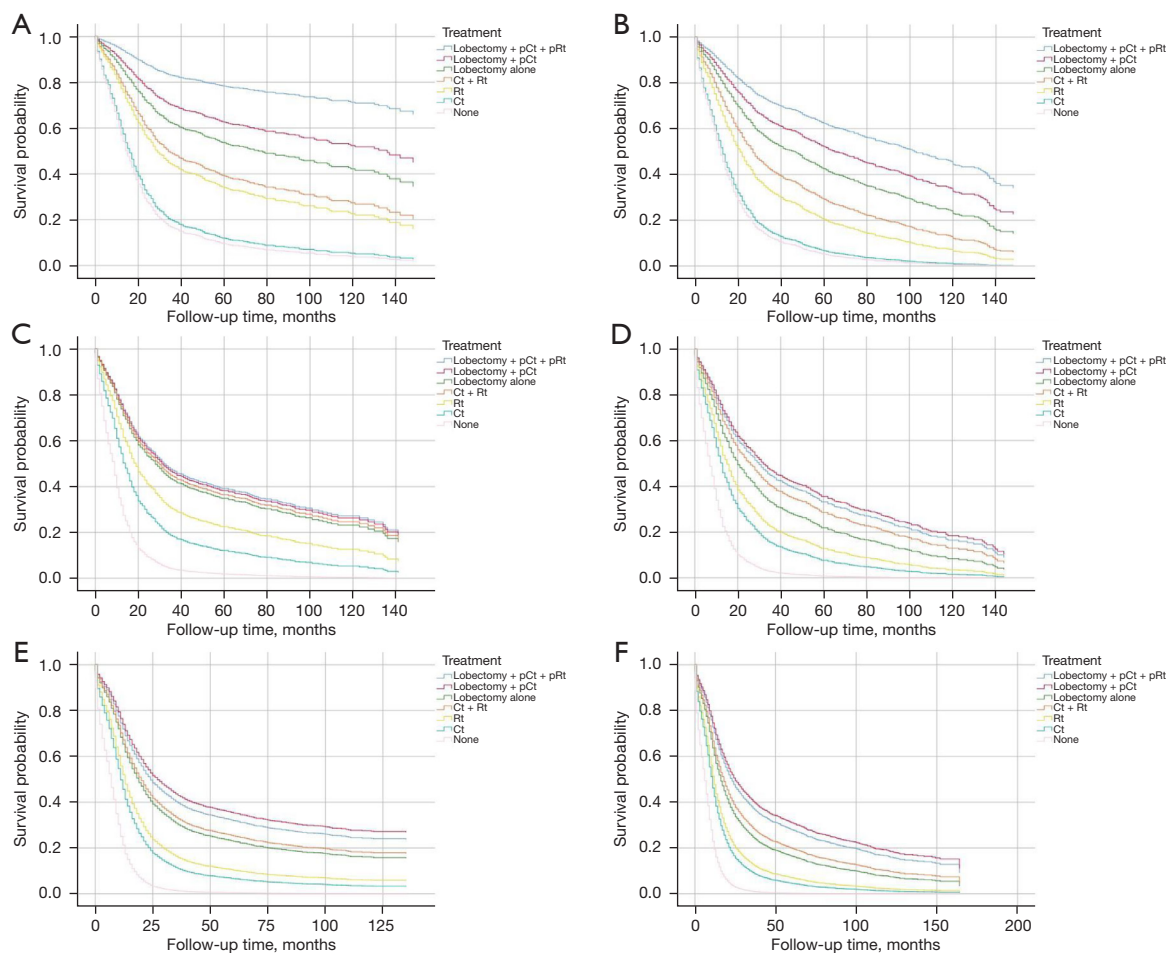 A
Survival probability
1.0
0.8
0.6
0.4
0.2
0.0
0 20 40 60 80 100 120 140
Follow-up time, months
Treatment
Lobectomy + pCt + pRt
Lobectomy + pCt
Lobectomy alone
Ct + Rt
Rt
Ct
None
B
Survival probability
1.0
0.8
0.6
0.4
0.2
0.0
0 20 40 60 80 100 120 140
Follow-up time, months
Treatment
Lobectomy + pCt + pRt
Lobectomy + pCt
Lobectomy alone
Ct + Rt
Rt
Ct
None
C
Survival probability
1.0
0.8
0.6
0.4
0.2
0.0
0 20 40 60 80 100 120 140
Follow-up time, months
Treatment
Lobectomy + pCt + pRt
Lobectomy + pCt
Lobectomy alone
Ct + Rt
Rt
Ct
None
D
Survival probability
1.0
0.8
0.6
0.4
0.2
0.0
0 20 40 60 80 100 120 140
Follow-up time, months
Treatment
Lobectomy + pCt + pRt
Lobectomy + pCt
Lobectomy alone
Ct + Rt
Rt
Ct
None
E
Survival probability
1.0
0.8
0.6
0.4
0.2
0.0
0 25 50 75 100 125
Follow-up time, months
Treatment
Lobectomy + pCt + pRt
Lobectomy + pCt
Lobectomy alone
Ct + Rt
Rt
Ct
None
F
Survival probability
1.0
0.8
0.6
0.4
0.2
0.0
0 50 100 150 200
Follow-up time, months
Treatment
Lobectomy + pCt + pRt
Lobectomy + pCt
Lobectomy alone
Ct + Rt
Rt
Ct
None